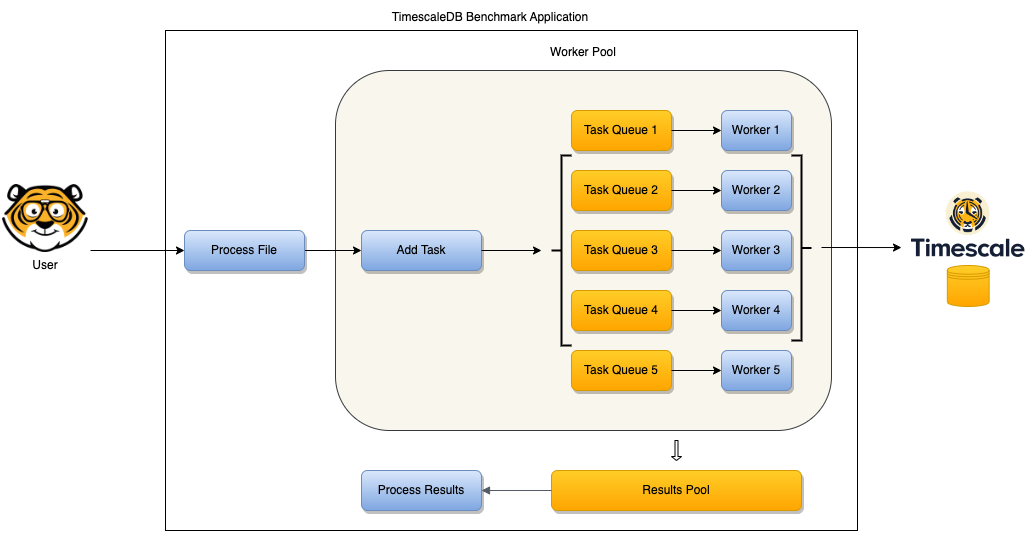 TimescaleDB Benchmark Application
Worker Pool
Task Queue 1
Worker 1
Task Queue 2
Worker 2
User
Process File
Add Task
Task Queue 3
Worker 3
Timescale
Task Queue 4
Worker 4
Task Queue 5
Worker 5
Process Results
Results Pool